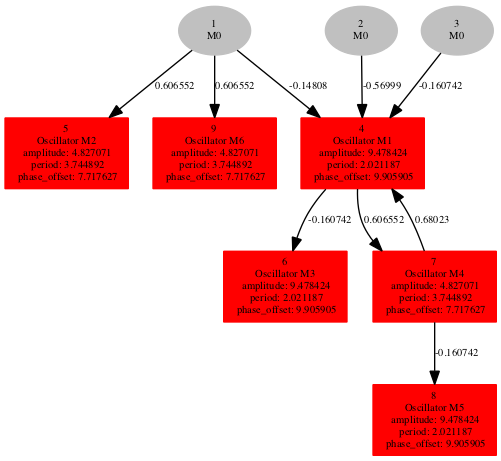 1
M0
2
M0
3
M0
0.606552
0.606552
-0.14808
-0.56999
-0.160742
5
Oscillator M2
amplitude: 4.827071
period: 3.744892
phase_offset: 7.717627
9
Oscillator M6
amplitude: 4.827071
period: 3.744892
phase_offset: 7.717627
4
Oscillator M1
amplitude: 9.478424
period: 2.021187
phase_offset: 9.905905
-0.160742
0.606552
0.68023
6
Oscillator M3
amplitude: 9.478424
period: 2.021187
phase_offset: 9.905905
7
Oscillator M4
amplitude: 4.827071
period: 3.744892
phase_offset: 7.717627
-0.160742
8
Oscillator M5
amplitude: 9.478424
period: 2.021187
phase_offset: 9.905905